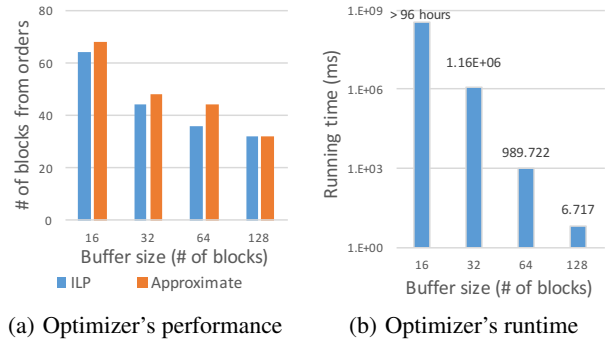 # of blocks from orders
80
60
40
20
0
16 32 64 128
Buffer size (# of blocks)
ILP Approximate
(a) Optimizer's performance
Running time (ms)
1.E+09
1.E+06
1.E+03
1.E+00
> 96 hours
1.16E+06
989.722
6.717
16 32 64 128
Buffer size (# of blocks)
(b) Optimizer's runtime